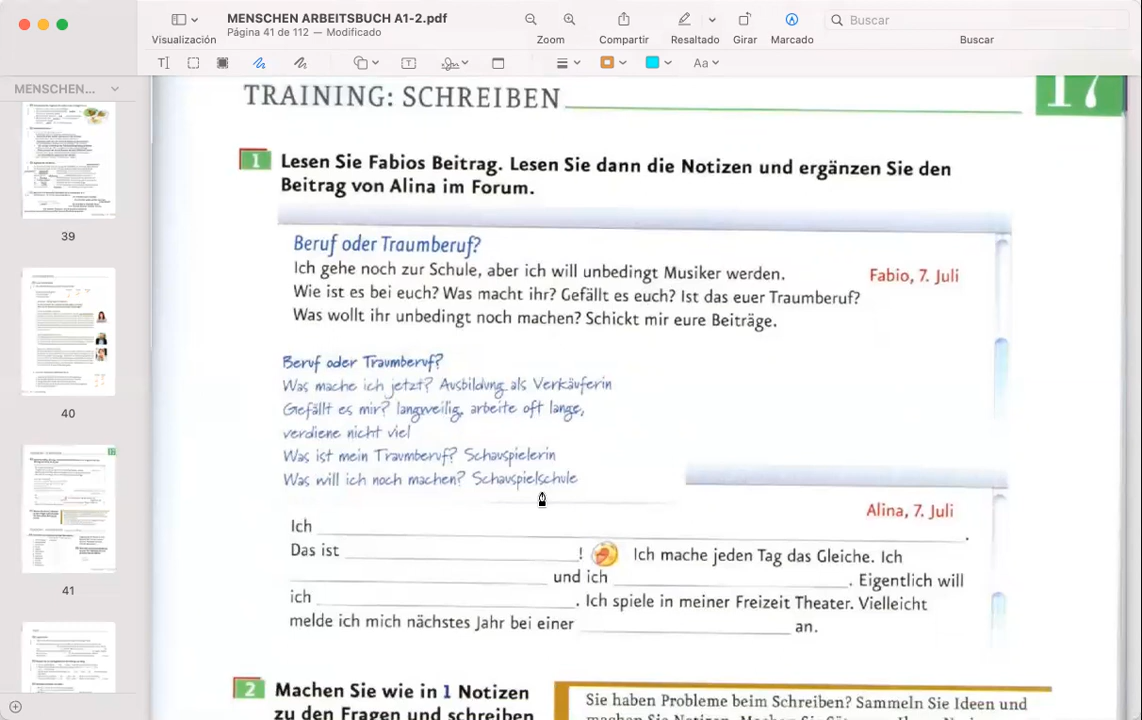 MENSCHEN ARBEITSBUCH A1-2.pdf
Página 41 de 112 — Modificado
Visualización
Zoom
Compartir
Resaltado
Girar
Marcado
Buscar
Buscar
Aa
MENSCHEN...
39
40
41
TRAINING: SCHREIBEN
17
1 Lesen Sie Fabios Beitrag. Lesen Sie dann die Notizen und ergänzen Sie den
Beitrag von Alina im Forum.
Beruf oder Traumberuf?
Ich gehe noch zur Schule, aber ich will unbedingt Musiker werden.
Fabio, 7. Juli
Wie ist es bei euch? Was macht ihr? Gefällt es euch? Ist das euer Traumberuf?
Was wollt ihr unbedingt noch machen? Schickt mir eure Beiträge.
Beruf oder Traumberuf?
Was mache ich jetzt? Ausbildung als Verkäuferin
Gefällt es mir? langweilig, arbeite oft lange,
verdiene nicht viel
Was ist mein Traumberuf? Schauspielerin
Was will ich noch machen? Schauspielschule
Alina, 7. Juli
Ich ____.
Das ist ____! Ich mache jeden Tag das Gleiche. Ich
____ und ich ____. Eigentlich will
ich ____. Ich spiele in meiner Freizeit Theater. Vielleicht
melde ich mich nächstes Jahr bei einer ____ an.
2 Machen Sie wie in 1 Notizen
zu den Fragen und schreiben
Sie haben Probleme beim Schreiben? Sammeln Sie Ideen und